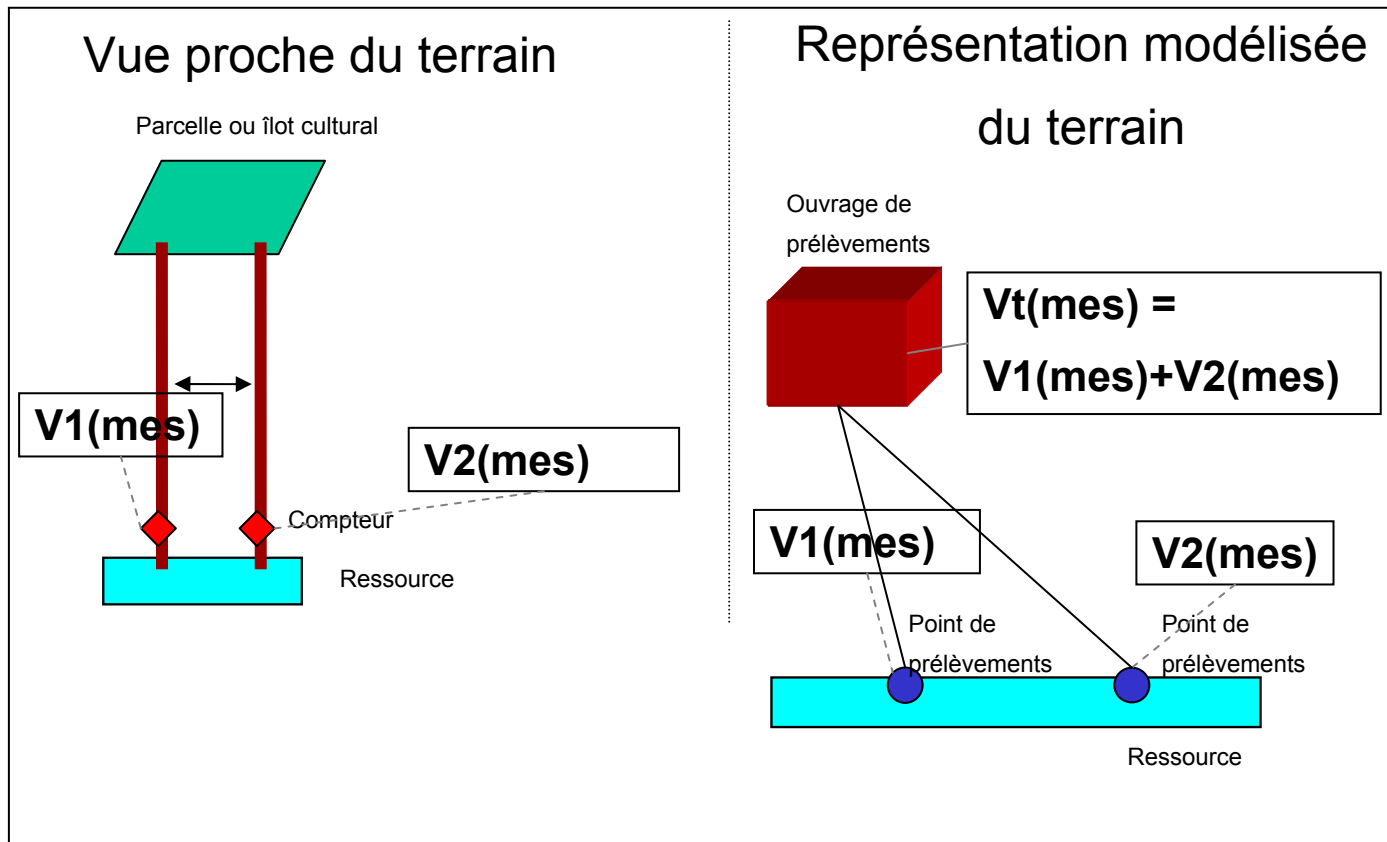 Vue proche du terrain
Parcelle ou îlot cultural
V1(mes)
V2(mes)
Compteur
Ressource
Représentation modélisée
du terrain
Ouvrage de
prélèvements
Vt(mes) =
V1(mes)+V2(mes)
V1(mes)
V2(mes)
Point de
prélèvements
Point de
prélèvements
Ressource